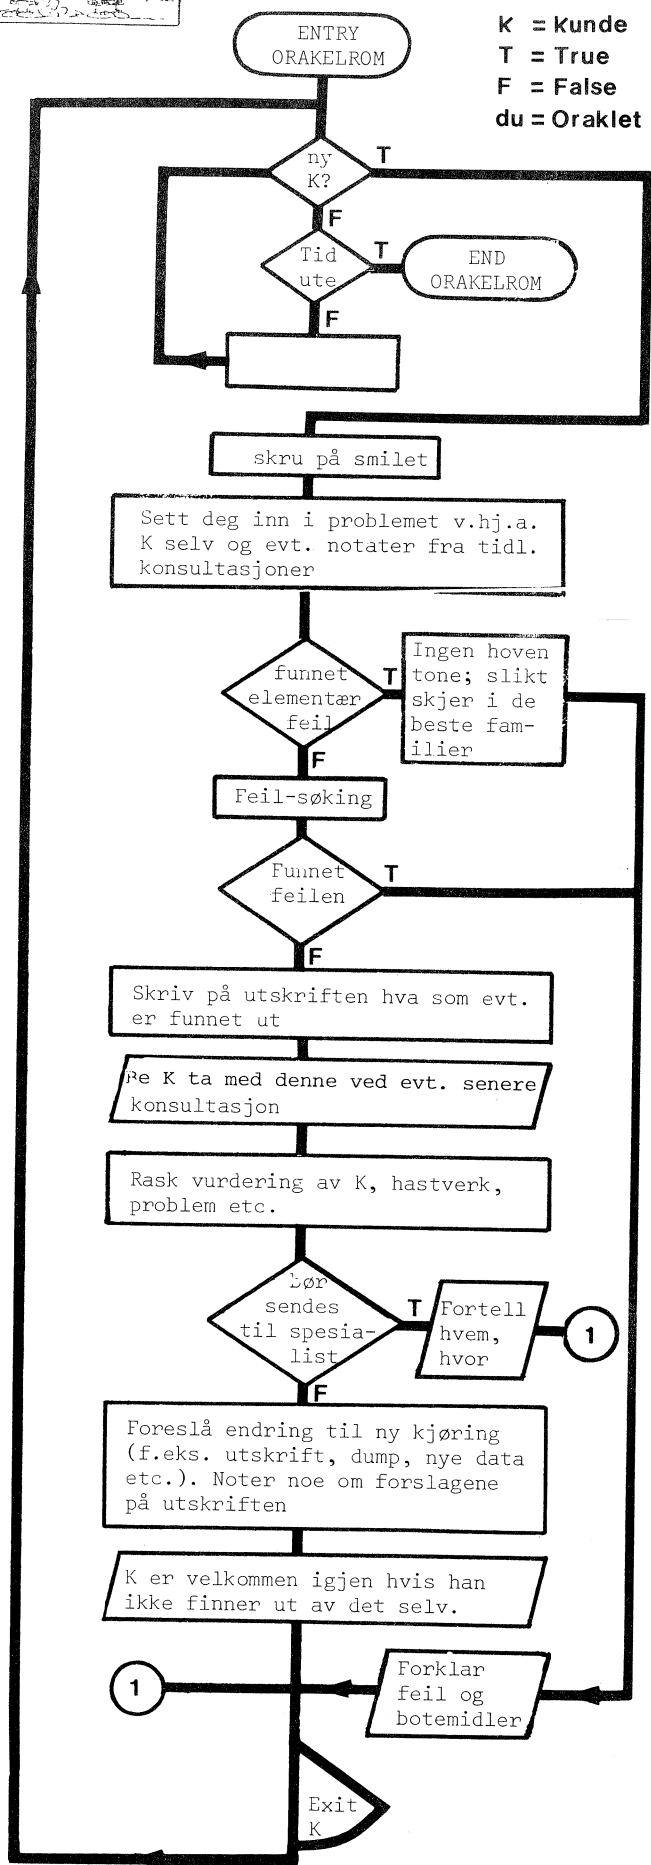 ENTRY
ORAKELROM
K = Kunde
T = True
F = False
du = Oraklet
ny
K?
T
F
Tid
ute
T
END
ORAKELROM
F
skru på smilet
Sett deg inn i problemet v.hj.a.
K selv og evt. notater fra tidl.
konsultasjoner
funnet
elementær
feil
T
Ingen hoven
tone; slikt
skjer i de
beste fam-
ilier
F
Feil-søking
Funnet
feilen
T
F
Skriv på utskriften hva som evt.
er funnet ut
Be K ta med denne ved evt. senere
konsultasjon
Rask vurdering av K, hastverk,
problem etc.
bør
sendes
til spesia-
list
T
Fortell
hvem,
hvor
1
F
Foreslå endring til ny kjøring
(f.eks. utskrift, dump, nye data
etc.). Noter noe om forslagene
på utskriften
K er velkommen igjen hvis han
ikke finner ut av det selv.
1
Forklar
feil og
botemidler
Exit
K